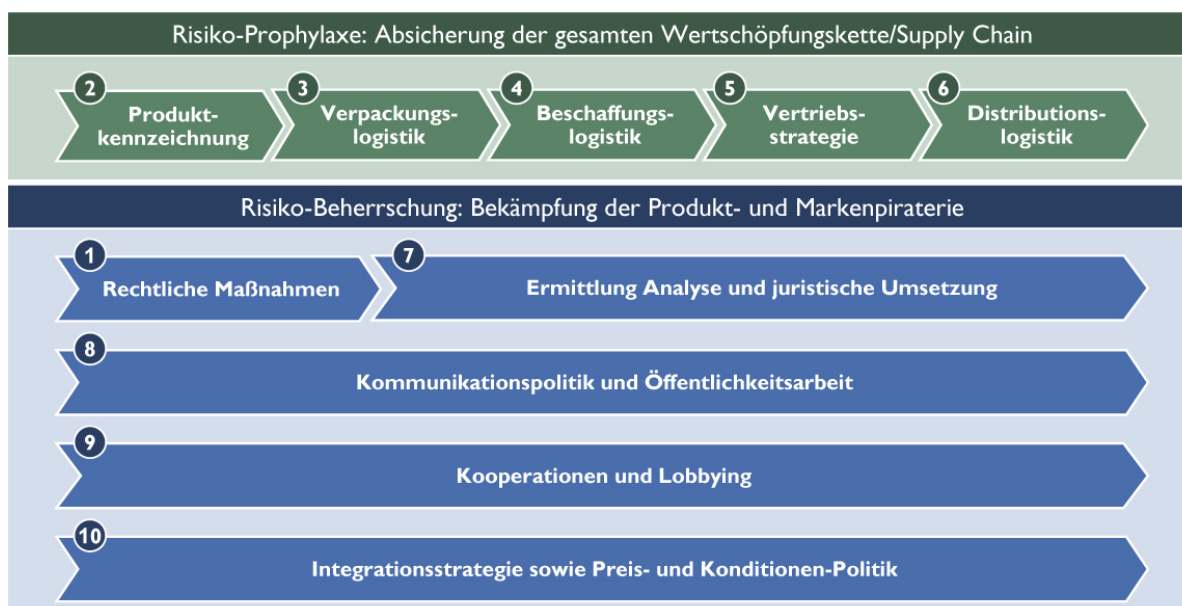 Risiko-Prophylaxe: Absicherung der gesamten Wertschöpfungskette/Supply Chain
2
Produkt-
kennzeichnung
3
Verpackungs-
logistik
4
Beschaffungs-
logistik
5
Vertriebs-
strategie
6
Distributions-
logistik
Risiko-Beherrschung: Bekämpfung der Produkt- und Markenpiraterie
1
Rechtliche Maßnahmen
7
Ermittlung Analyse und juristische Umsetzung
8
Kommunikationspolitik und Öffentlichkeitsarbeit
9
Kooperationen und Lobbying
10
Integrationsstrategie sowie Preis- und Konditionen-Politik